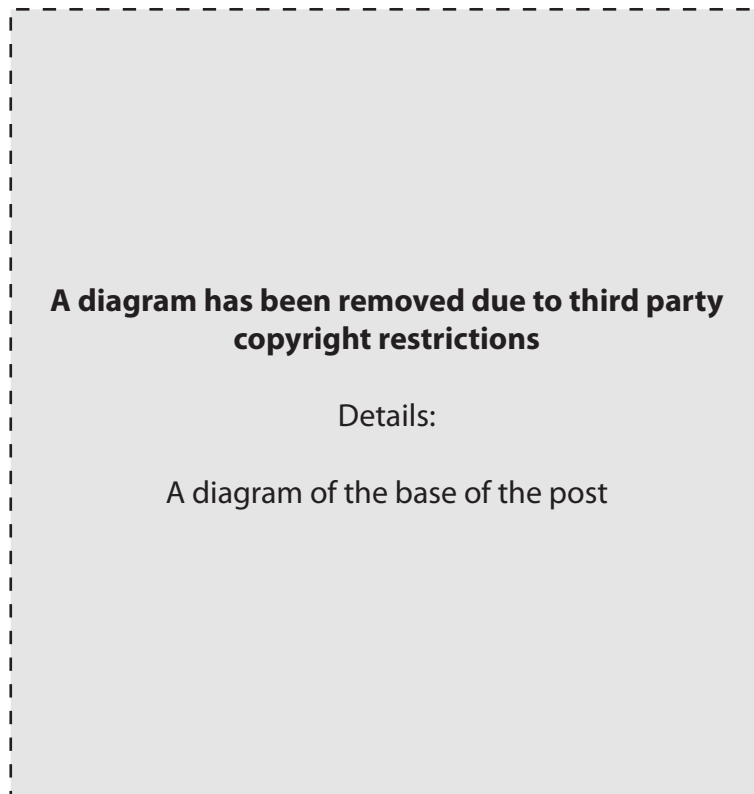 A diagram has been removed due to third party
copyright restrictions
Details:
A diagram of the base of the post